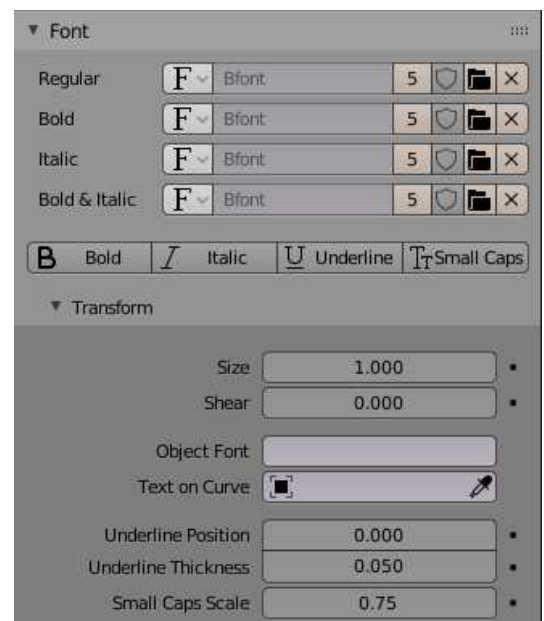 Font
Regular F Bfont 5
Bold F Bfont 5
Italic F Bfont 5
Bold & Italic F Bfont 5
B Bold I Italic U Underline TT Small Caps
Transform
Size 1.000
Shear 0.000
Object Font
Text on Curve
Underline Position 0.000
Underline Thickness 0.050
Small Caps Scale 0.75